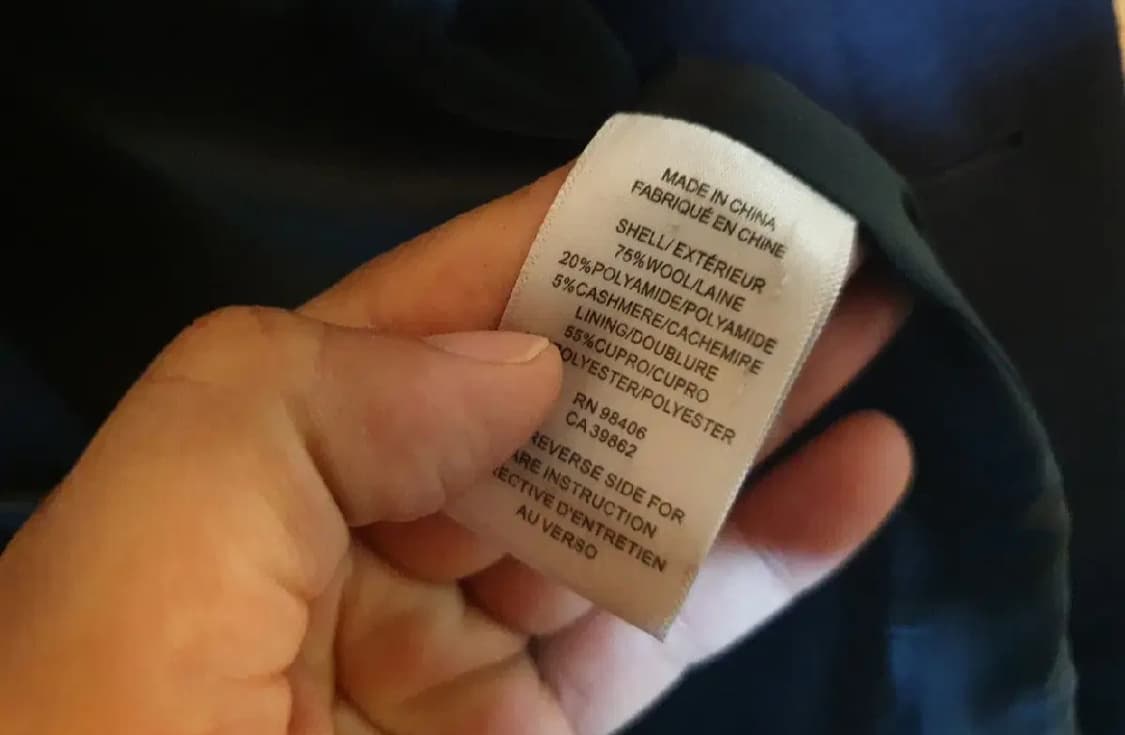 MADE IN CHINA
FABRIQUÉ EN CHINE
SHELL/EXTÉRIEUR
75%WOOL/LAINE
20%POLYAMIDE/POLYAMIDE
5%CASHMERE/CACHEMIRE
LINING/DOUBLURE
55%CUPRO/CUPRO
POLYESTER/POLYESTER
RN 98406
CA 39862
REVERSE SIDE FOR
ARE INSTRUCTION
ECTIVE D'ENTRETIEN
AU VERSO